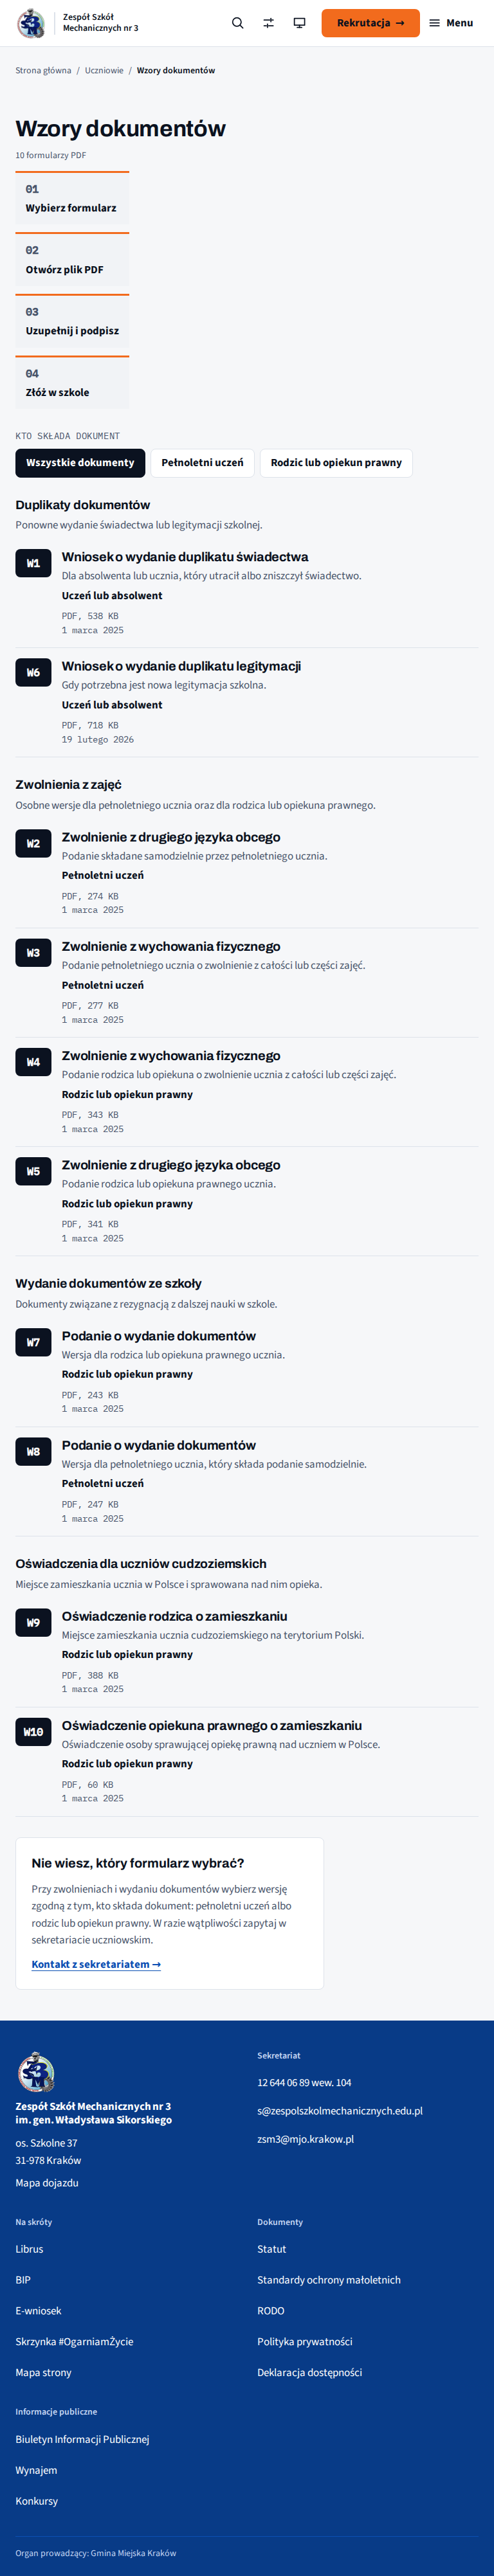 Zespół Szkół
Mechanicznych nr 3
Rekrutacja →
Menu
Strona główna / Uczniowie / Wzory dokumentów
Wzory dokumentów
10 formularzy PDF
01
Wybierz formularz
02
Otwórz plik PDF
03
Uzupełnij i podpisz
04
Złóż w szkole
KTO SKŁADA DOKUMENT
Wszystkie dokumenty
Pełnoletni uczeń
Rodzic lub opiekun prawny
Duplikaty dokumentów
Ponowne wydanie świadectwa lub legitymacji szkolnej.
W1
Wniosek o wydanie duplikatu świadectwa
Dla absolwenta lub ucznia, który utracił albo zniszczył świadectwo.
Uczeń lub absolwent
PDF, 538 KB
1 marca 2025
W6
Wniosek o wydanie duplikatu legitymacji
Gdy potrzebna jest nowa legitymacja szkolna.
Uczeń lub absolwent
PDF, 718 KB
19 lutego 2026
Zwolnienia z zajęć
Osobne wersje dla pełnoletniego ucznia oraz dla rodzica lub opiekuna prawnego.
W2
Zwolnienie z drugiego języka obcego
Podanie składane samodzielnie przez pełnoletniego ucznia.
Pełnoletni uczeń
PDF, 274 KB
1 marca 2025
W3
Zwolnienie z wychowania fizycznego
Podanie pełnoletniego ucznia o zwolnienie z całości lub części zajęć.
Pełnoletni uczeń
PDF, 277 KB
1 marca 2025
W4
Zwolnienie z wychowania fizycznego
Podanie rodzica lub opiekuna o zwolnienie ucznia z całości lub części zajęć.
Rodzic lub opiekun prawny
PDF, 343 KB
1 marca 2025
W5
Zwolnienie z drugiego języka obcego
Podanie rodzica lub opiekuna prawnego ucznia.
Rodzic lub opiekun prawny
PDF, 341 KB
1 marca 2025
Wydanie dokumentów ze szkoły
Dokumenty związane z rezygnacją z dalszej nauki w szkole.
W7
Podanie o wydanie dokumentów
Wersja dla rodzica lub opiekuna prawnego ucznia.
Rodzic lub opiekun prawny
PDF, 243 KB
1 marca 2025
W8
Podanie o wydanie dokumentów
Wersja dla pełnoletniego ucznia, który składa podanie samodzielnie.
Pełnoletni uczeń
PDF, 247 KB
1 marca 2025
Oświadczenia dla uczniów cudzoziemskich
Miejsce zamieszkania ucznia w Polsce i sprawowana nad nim opieka.
W9
Oświadczenie rodzica o zamieszkaniu
Miejsce zamieszkania ucznia cudzoziemskiego na terytorium Polski.
Rodzic lub opiekun prawny
PDF, 388 KB
1 marca 2025
W10
Oświadczenie opiekuna prawnego o zamieszkaniu
Oświadczenie osoby sprawującej opiekę prawną nad uczniem w Polsce.
Rodzic lub opiekun prawny
PDF, 60 KB
1 marca 2025
Nie wiesz, który formularz wybrać?
Przy zwolnieniach i wydaniu dokumentów wybierz wersję
zgodną z tym, kto składa dokument: pełnoletni uczeń albo
rodzic lub opiekun prawny. W razie wątpliwości zapytaj w
sekretariacie uczniowskim.
Kontakt z sekretariatem →
Zespół Szkół Mechanicznych nr 3
im. gen. Władysława Sikorskiego
os. Szkolne 37
31-978 Kraków
Mapa dojazdu
Sekretariat
12 644 06 89 wew. 104
s@zespolszkolmechanicznych.edu.pl
zsm3@mjo.krakow.pl
Na skróty
Librus
BIP
E-wniosek
Skrzynka #OgarniamŻycie
Mapa strony
Dokumenty
Statut
Standardy ochrony małoletnich
RODO
Polityka prywatności
Deklaracja dostępności
Informacje publiczne
Biuletyn Informacji Publicznej
Wynajem
Konkursy
Organ prowadzący: Gmina Miejska Kraków